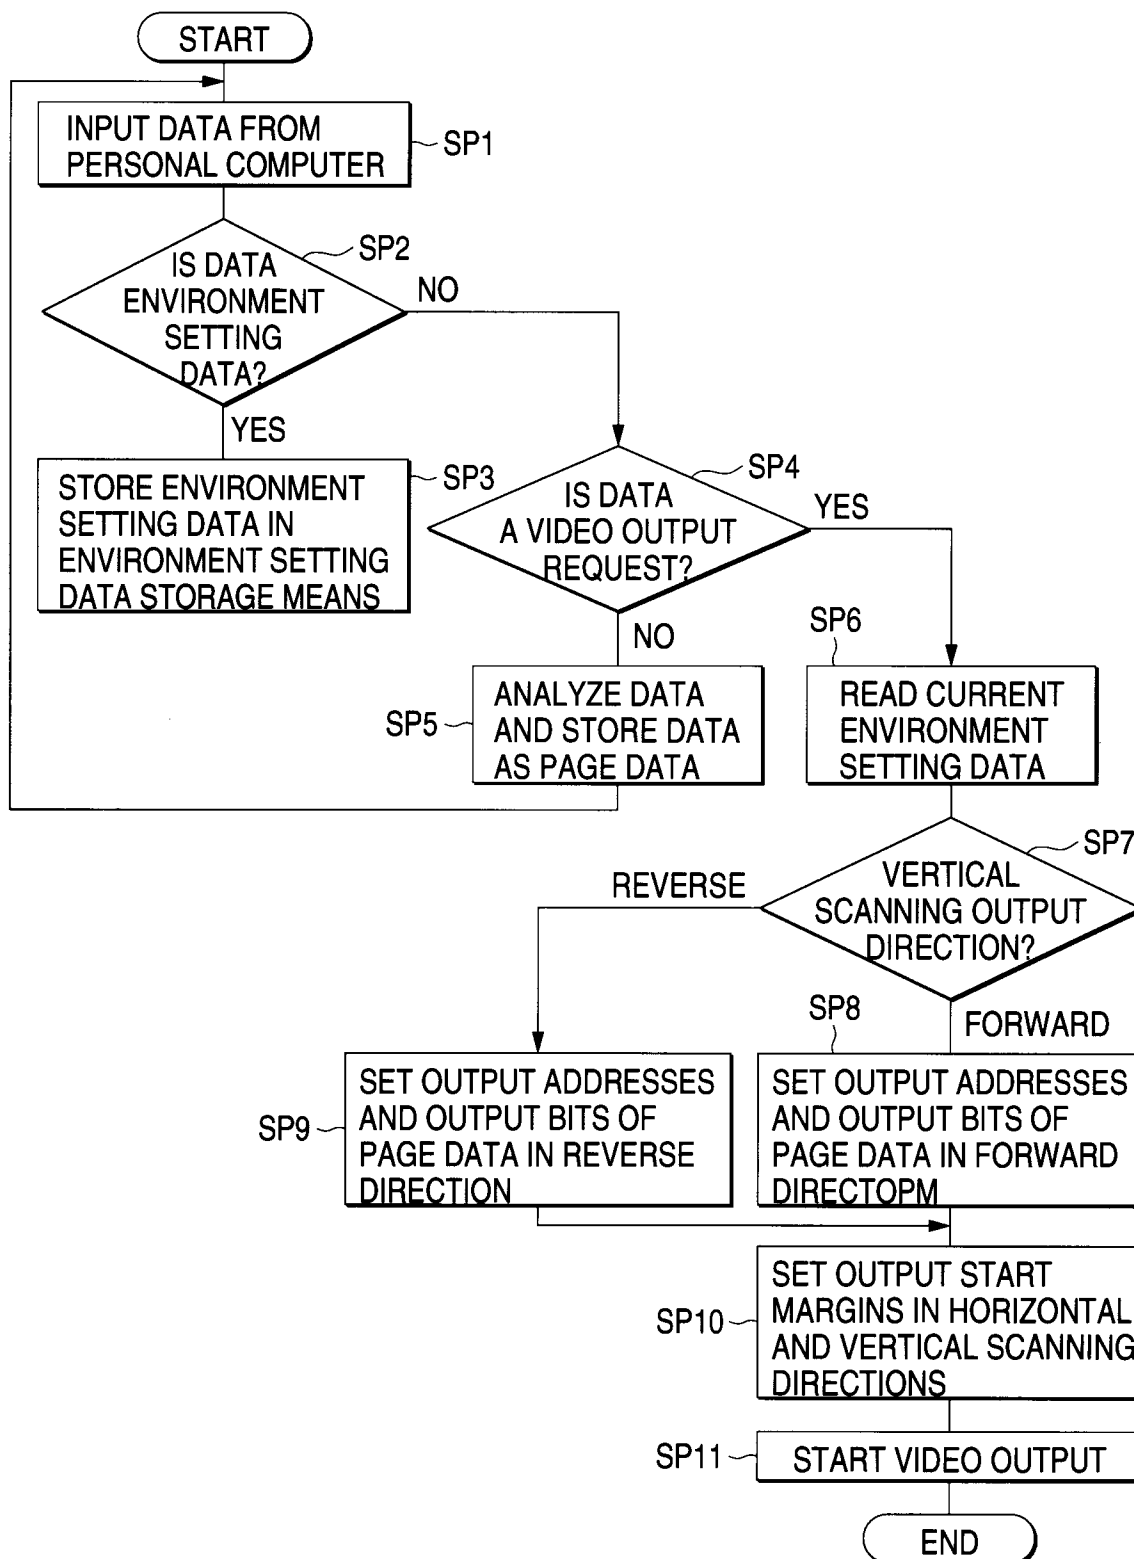 START
INPUT DATA FROM
PERSONAL COMPUTER
SP1
SP2
IS DATA
ENVIRONMENT
SETTING
DATA?
NO
YES
STORE ENVIRONMENT
SETTING DATA IN
ENVIRONMENT SETTING
DATA STORAGE MEANS
SP3
SP4
IS DATA
A VIDEO OUTPUT
REQUEST?
YES
NO
SP5
ANALYZE DATA
AND STORE DATA
AS PAGE DATA
SP6
READ CURRENT
ENVIRONMENT
SETTING DATA
SP7
VERTICAL
SCANNING OUTPUT
DIRECTION?
REVERSE
FORWARD
SP8
SET OUTPUT ADDRESSES
AND OUTPUT BITS OF
PAGE DATA IN FORWARD
DIRECTOPM
SP9
SET OUTPUT ADDRESSES
AND OUTPUT BITS OF
PAGE DATA IN REVERSE
DIRECTION
SP10
SET OUTPUT START
MARGINS IN HORIZONTAL
AND VERTICAL SCANNING
DIRECTIONS
SP11
START VIDEO OUTPUT
END